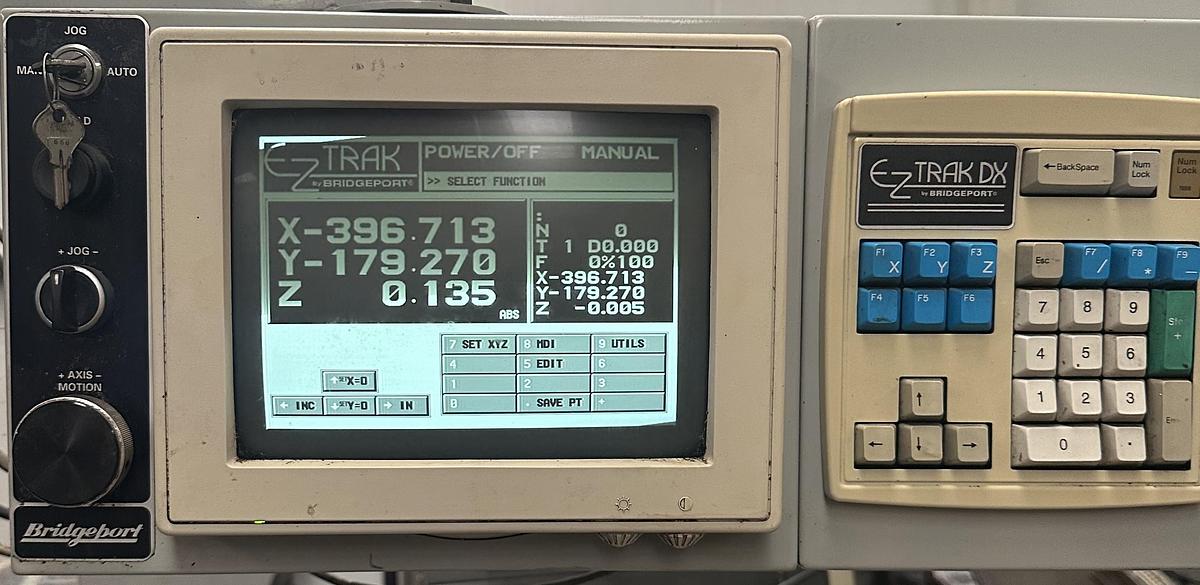 JOG
AUTO
+ JOG -
+ AXIS -
MOTION
Bridgeport
EZ TRAK
by BRIDGEPORT®
POWER/OFF MANUAL
>> SELECT FUNCTION
X-396.713
Y-179.270
Z 0.135
ABS
:
N 0
T 1 D0.000
F 0%100
X-396.713
Y-179.270
Z -0.005
7 SET XYZ 8 MDI 9 UTILS
4 5 EDIT 6
1 2 3
0 . SAVE PT +
↑ SET X=0
← INC ↓ SET Y=0 → IN
EZ TRAK DX
by BRIDGEPORT®
←BackSpace
Num Lock
Num Lock
F1 X F2 Y F3 Z
F4 F5 F6
Esc F7 / F8 * F9 —
7 8 9
4 5 6 +
1 2 3
0 .
↑
← ↓ →